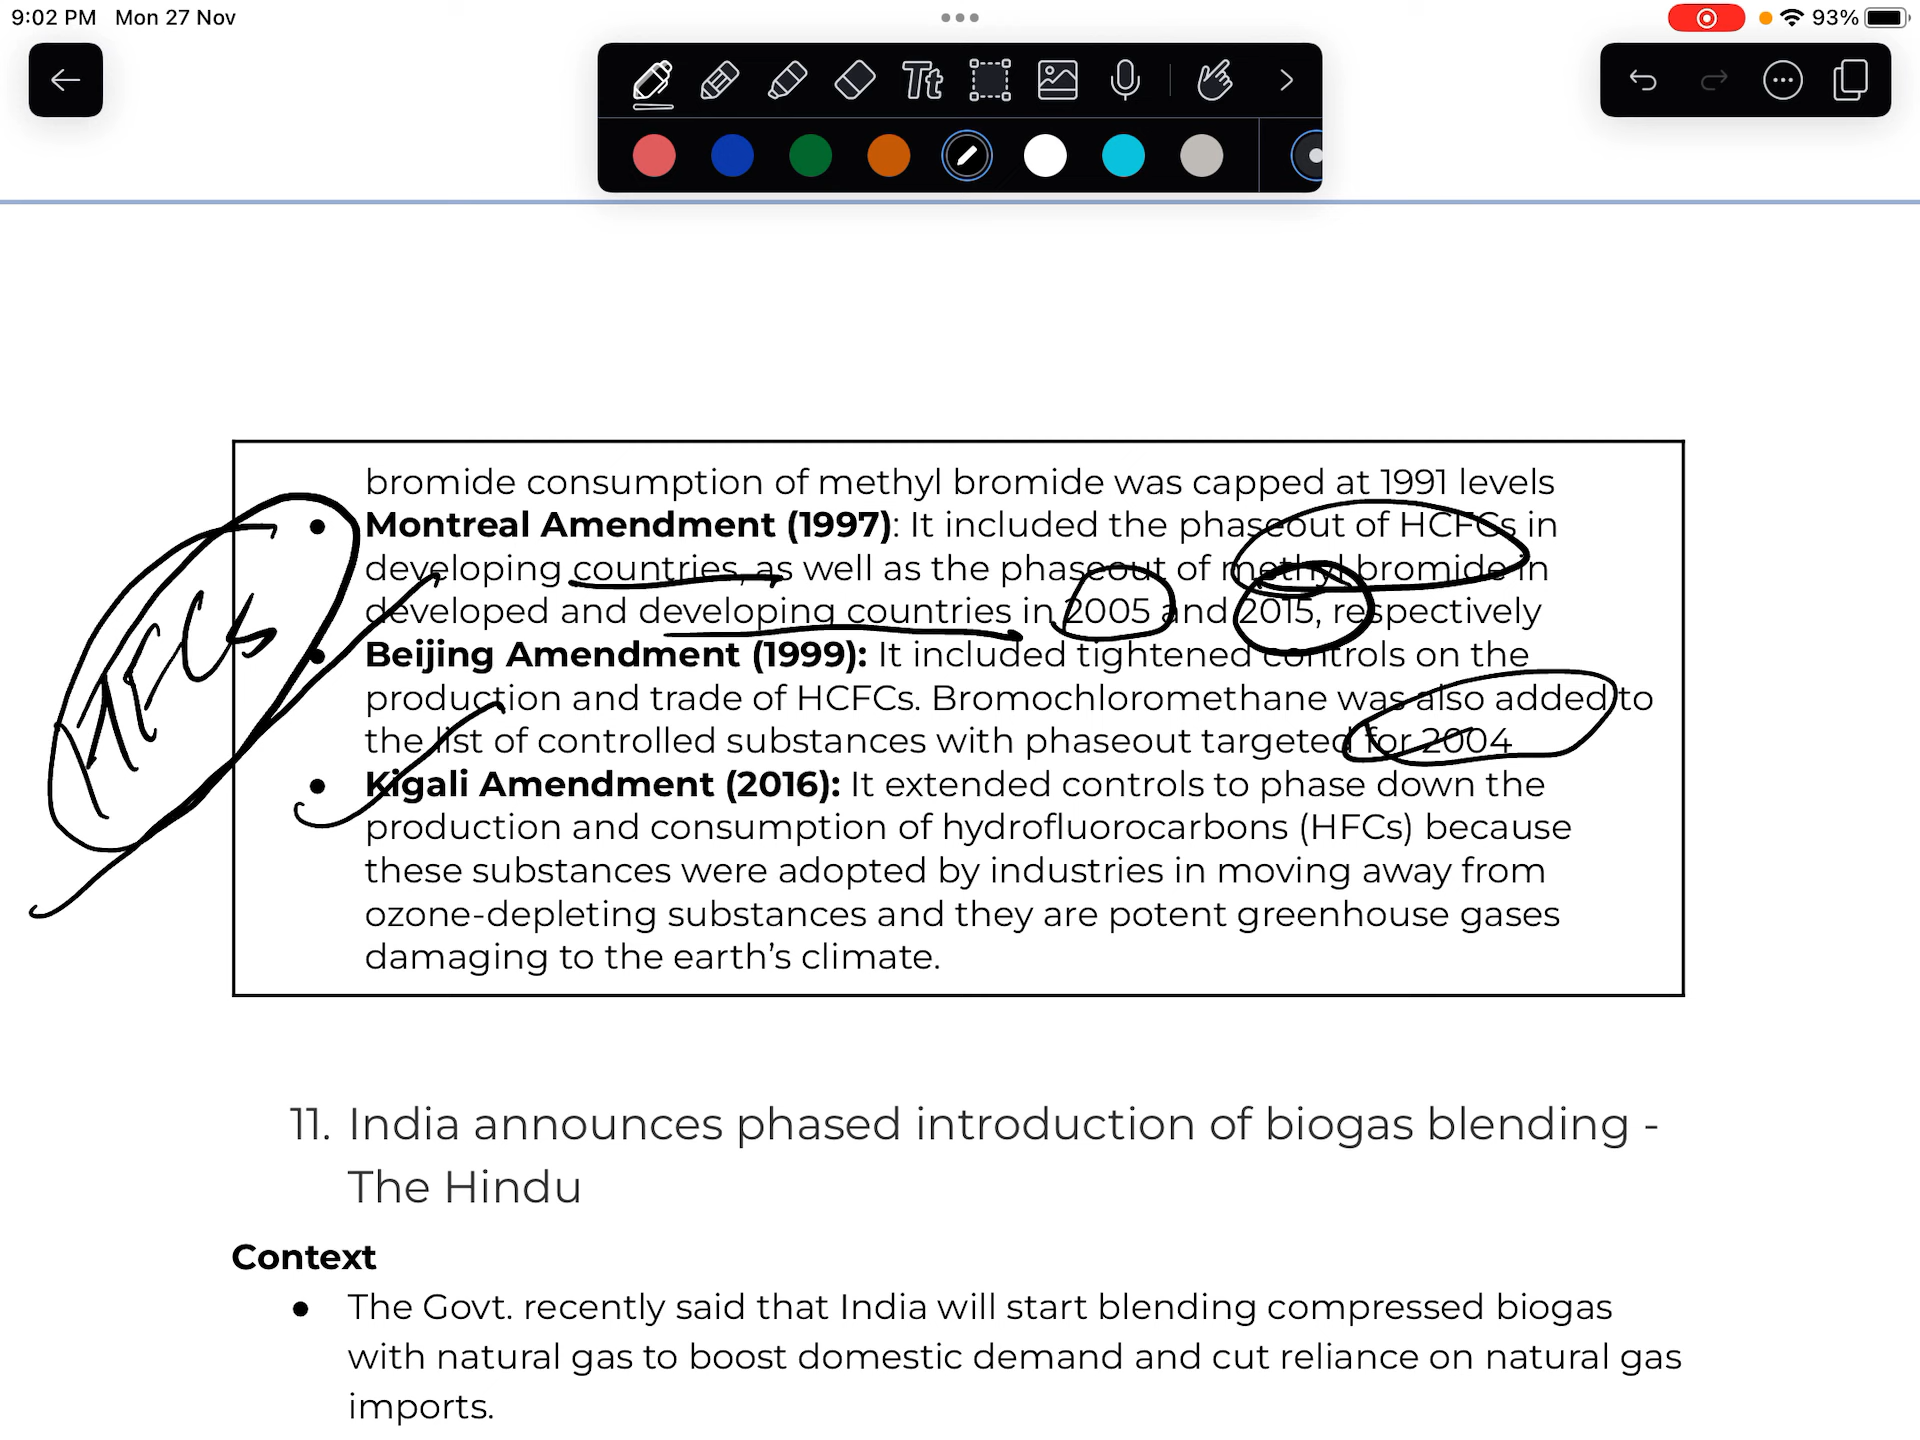 9:02 PM Mon 27 Nov
93%
Tt
bromide consumption of methyl bromide was capped at 1991 levels
● Montreal Amendment (1997): It included the phaseout of HCFCs in
developing countries, as well as the phaseout of methyl bromide in
developed and developing countries in 2005 and 2015, respectively
HFCs
● Beijing Amendment (1999): It included tightened controls on the
production and trade of HCFCs. Bromochloromethane was also added to
the list of controlled substances with phaseout targeted for 2004
● Kigali Amendment (2016): It extended controls to phase down the
production and consumption of hydrofluorocarbons (HFCs) because
these substances were adopted by industries in moving away from
ozone-depleting substances and they are potent greenhouse gases
damaging to the earth’s climate.
11. India announces phased introduction of biogas blending -
The Hindu
Context
● The Govt. recently said that India will start blending compressed biogas
with natural gas to boost domestic demand and cut reliance on natural gas
imports.